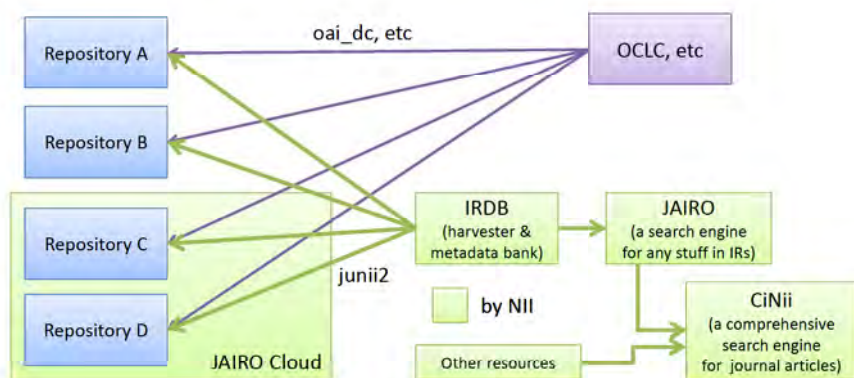 oai_dc, etc
OCLC, etc
Repository A
Repository B
Repository C
Repository D
JAIRO Cloud
junii2
IRDB
(harvester &
metadata bank)
JAIRO
(a search engine
for any stuff in IRs)
by NII
CiNii
(a comprehensive
search engine
for journal articles)
Other resources